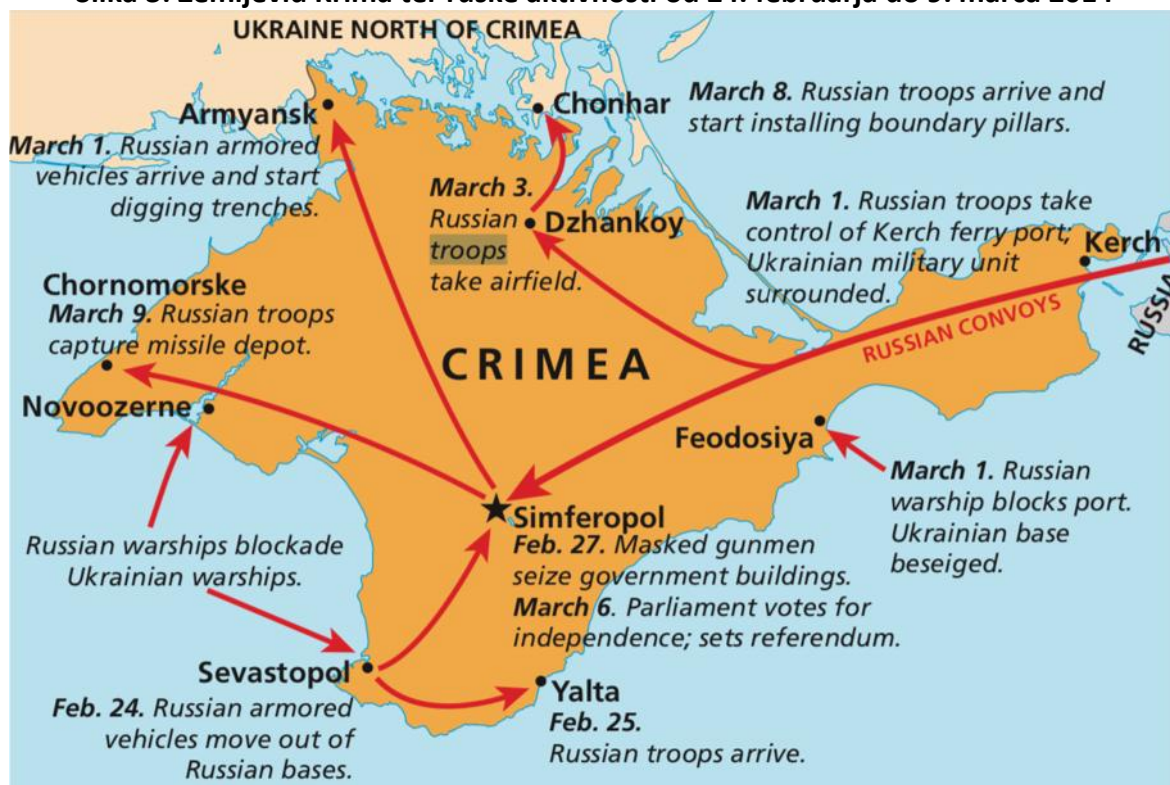 UKRAINE NORTH OF CRIMEA
Armyansk
March 1. Russian armored
vehicles arrive and start
digging trenches.
Chonhar
March 8. Russian troops arrive and
start installing boundary pillars.
March 3.
Russian
troops
take airfield.
Dzhankoy
March 1. Russian troops take
control of Kerch ferry port;
Ukrainian military unit
surrounded.
Kerch
RUSSIA
RUSSIAN CONVOYS
Chornomorske
March 9. Russian troops
capture missile depot.
CRIMEA
Novoozerne
Feodosiya
March 1. Russian
warship blocks port.
Ukrainian base
beseiged.
Simferopol
Feb. 27. Masked gunmen
seize government buildings.
March 6. Parliament votes for
independence; sets referendum.
Russian warships blockade
Ukrainian warships.
Sevastopol
Feb. 24. Russian armored
vehicles move out of
Russian bases.
Yalta
Feb. 25.
Russian troops arrive.